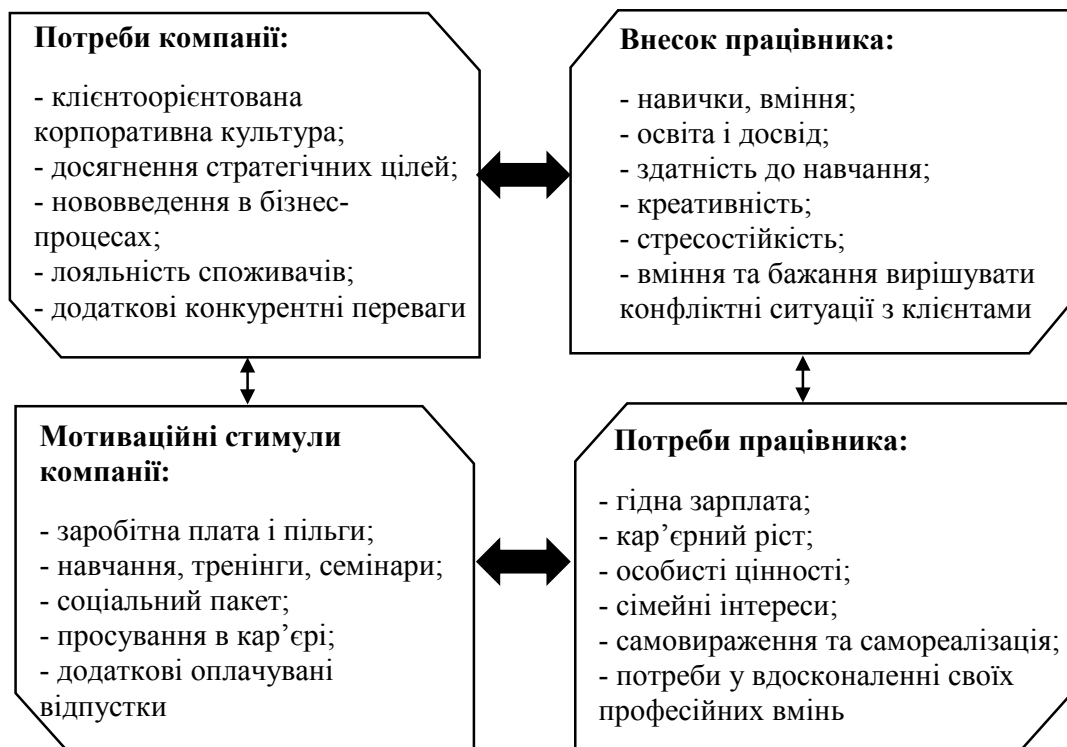 Потреби компанії:
- клієнтоорієнтована
корпоративна культура;
- досягнення стратегічних цілей;
- нововведення в бізнес-
процесах;
- лояльність споживачів;
- додаткові конкурентні переваги
Внесок працівника:
- навички, вміння;
- освіта і досвід;
- здатність до навчання;
- креативність;
- стресостійкість;
- вміння та бажання вирішувати
конфліктні ситуації з клієнтами
Мотиваційні стимули
компанії:
- заробітна плата і пільги;
- навчання, тренінги, семінари;
- соціальний пакет;
- просування в кар’єрі;
- додаткові оплачувані
відпустки
Потреби працівника:
- гідна зарплата;
- кар’єрний ріст;
- особисті цінності;
- сімейні інтереси;
- самовираження та самореалізація;
- потреби у вдосконаленні своїх
професійних вмінь